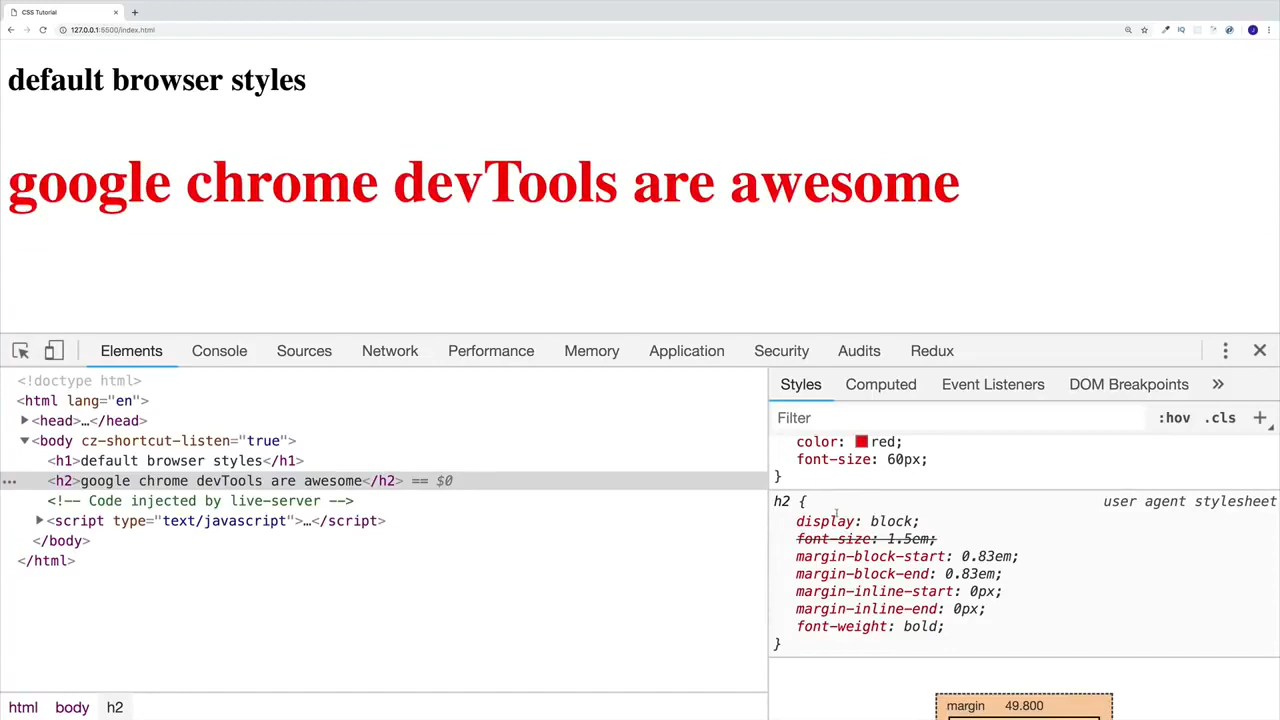 CSS Tutorial
127.0.0.1:5500/index.html
default browser styles
google chrome devTools are awesome
Elements Console Sources Network Performance Memory Application Security Audits Redux
<!doctype html>
<html lang="en">
<head>…</head>
<body cz-shortcut-listen="true">
<h1>default browser styles</h1>
<h2>google chrome devTools are awesome</h2> == $0
<!-- Code injected by live-server -->
<script type="text/javascript">…</script>
</body>
</html>
html body h2
Styles Computed Event Listeners DOM Breakpoints »
Filter :hov .cls +
color: red;
font-size: 60px;
}
h2 { user agent stylesheet
display: block;
font-size: 1.5em;
margin-block-start: 0.83em;
margin-block-end: 0.83em;
margin-inline-start: 0px;
margin-inline-end: 0px;
font-weight: bold;
}
margin 49.800